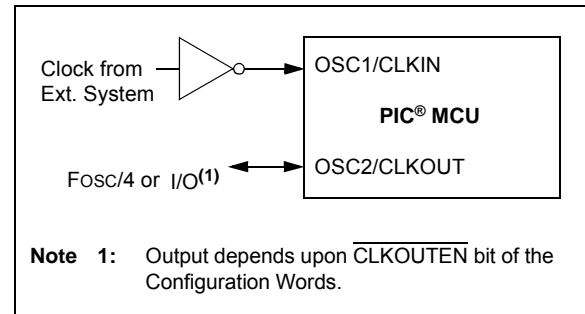 Clock from
Ext. System
OSC1/CLKIN
PIC® MCU
OSC2/CLKOUT
FOSC/4 or I/O(1)
Note 1: Output depends upon CLKOUTEN bit of the
Configuration Words.